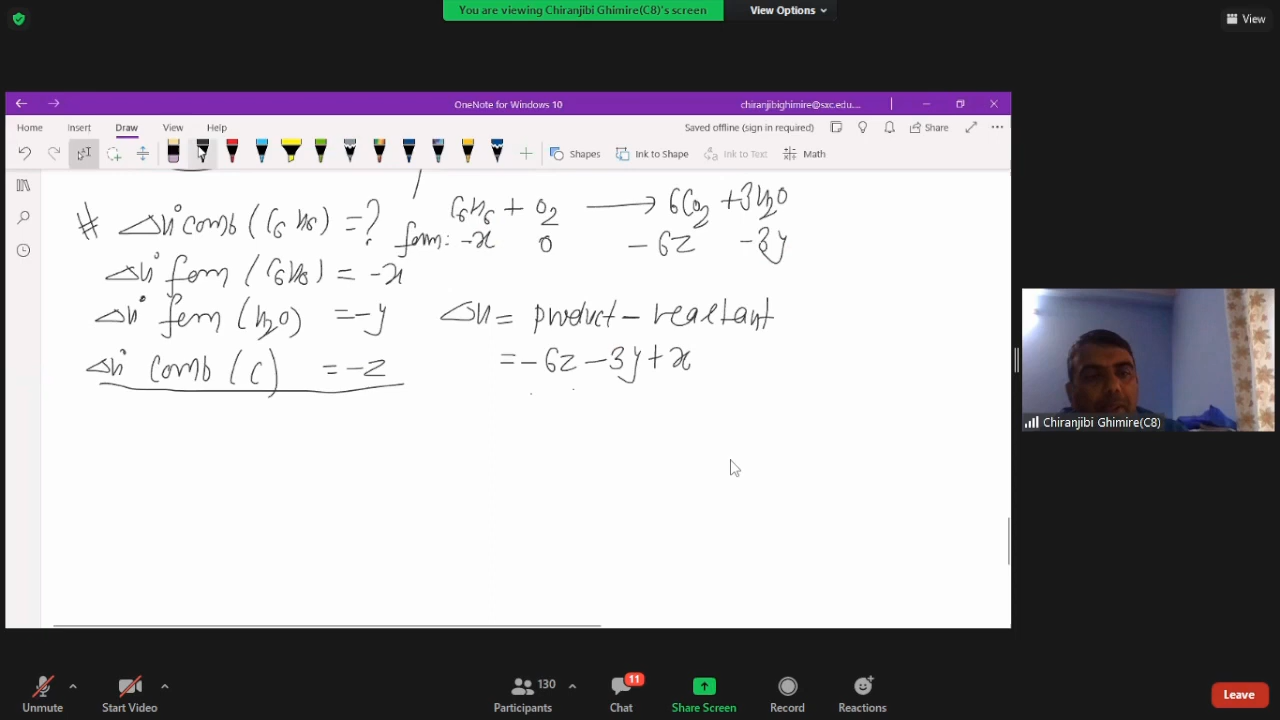 You are viewing Chiranjibi Ghimire(C8)'s screen
View Options
View
OneNote for Windows 10
chiranjibighimire@sxc.edu....
Home Insert Draw View Help
Saved offline (sign in required)
Share
Shapes
Ink to Shape
Ink to Text
Math
# ΔH° comb (C6H6) = ?
C6H6 + O2 → 6CO2 + 3H2O
form: -x 0 -6z -3y
ΔH° form (C6H6) = -x
ΔH° form (H2O) = -y
ΔH = product - reactant
ΔH° comb (C) = -z
= -6z - 3y + x
Chiranjibi Ghimire(C8)
Unmute
Start Video
130
Participants
11
Chat
Share Screen
Record
Reactions
Leave